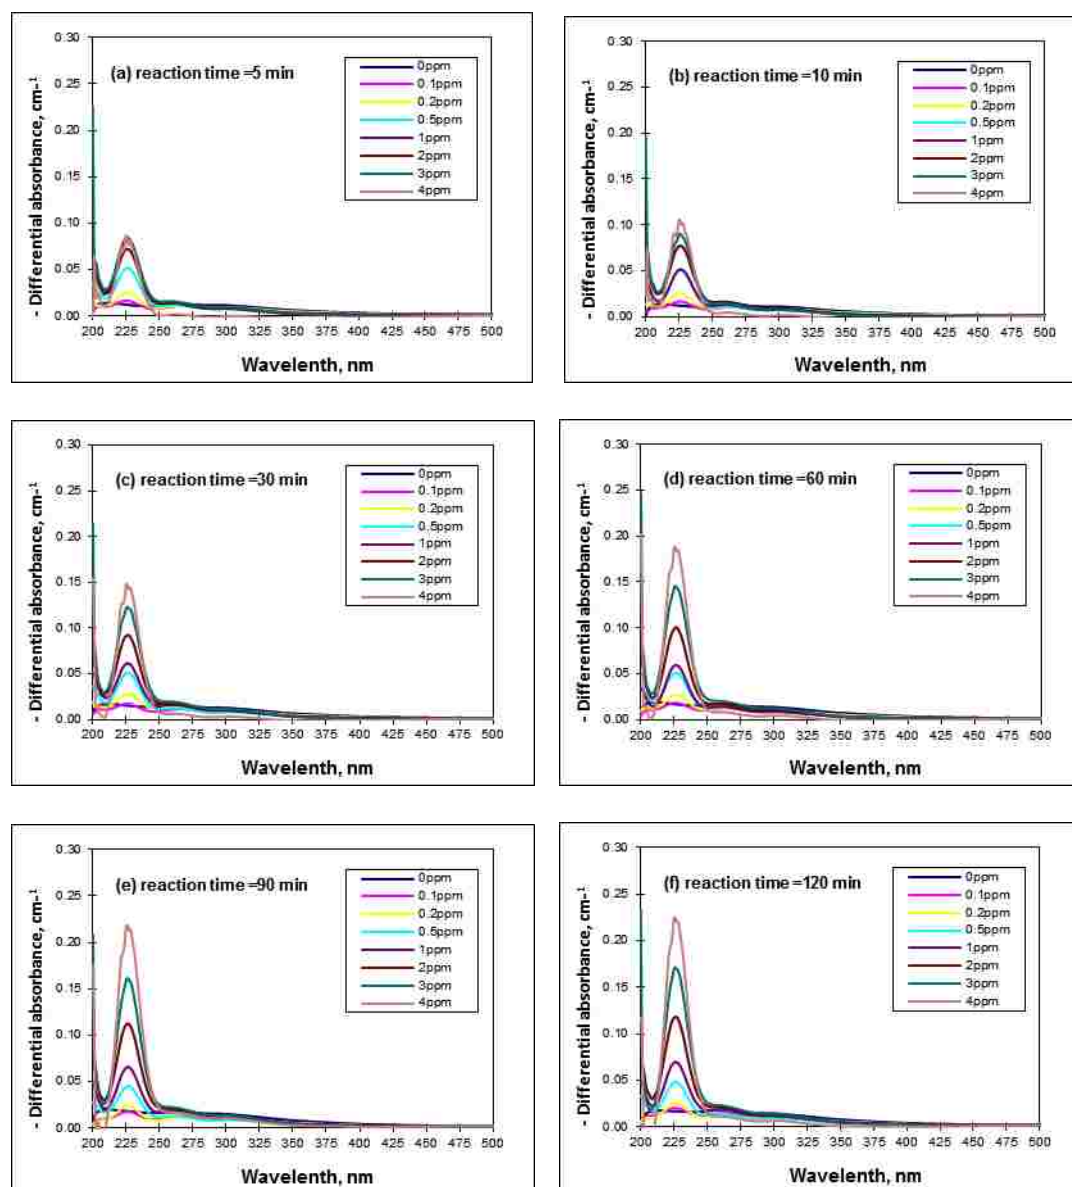 0.30
0.25
0.20
0.15
0.10
0.05
0.00
- Differential absorbance, cm-1
(a) reaction time =5 min
0ppm
0.1ppm
0.2ppm
0.5ppm
1ppm
2ppm
3ppm
4ppm
200 225 250 275 300 325 350 375 400 425 450 475 500
Wavelenth, nm
0.30
0.25
0.20
0.15
0.10
0.05
0.00
- Differential absorbance, cm-1
(b) reaction time =10 min
0ppm
0.1ppm
0.2ppm
0.5ppm
1ppm
2ppm
3ppm
4ppm
200 225 250 275 300 325 350 375 400 425 450 475 500
Wavelenth, nm
0.30
0.25
0.20
0.15
0.10
0.05
0.00
- Differential absorbance, cm-1
(c) reaction time =30 min
0ppm
0.1ppm
0.2ppm
0.5ppm
1ppm
2ppm
3ppm
4ppm
200 225 250 275 300 325 350 375 400 425 450 475 500
Wavelenth, nm
0.30
0.25
0.20
0.15
0.10
0.05
0.00
- Differential absorbance, cm-1
(d) reaction time =60 min
0ppm
0.1ppm
0.2ppm
0.5ppm
1ppm
2ppm
3ppm
4ppm
200 225 250 275 300 325 350 375 400 425 450 475 500
Wavelenth, nm
0.30
0.25
0.20
0.15
0.10
0.05
0.00
- Differential absorbance, cm-1
(e) reaction time =90 min
0ppm
0.1ppm
0.2ppm
0.5ppm
1ppm
2ppm
3ppm
4ppm
200 225 250 275 300 325 350 375 400 425 450 475 500
Wavelenth, nm
0.30
0.25
0.20
0.15
0.10
0.05
0.00
- Differential absorbance, cm-1
(f) reaction time =120 min
0ppm
0.1ppm
0.2ppm
0.5ppm
1ppm
2ppm
3ppm
4ppm
200 225 250 275 300 325 350 375 400 425 450 475 500
Wavelenth, nm